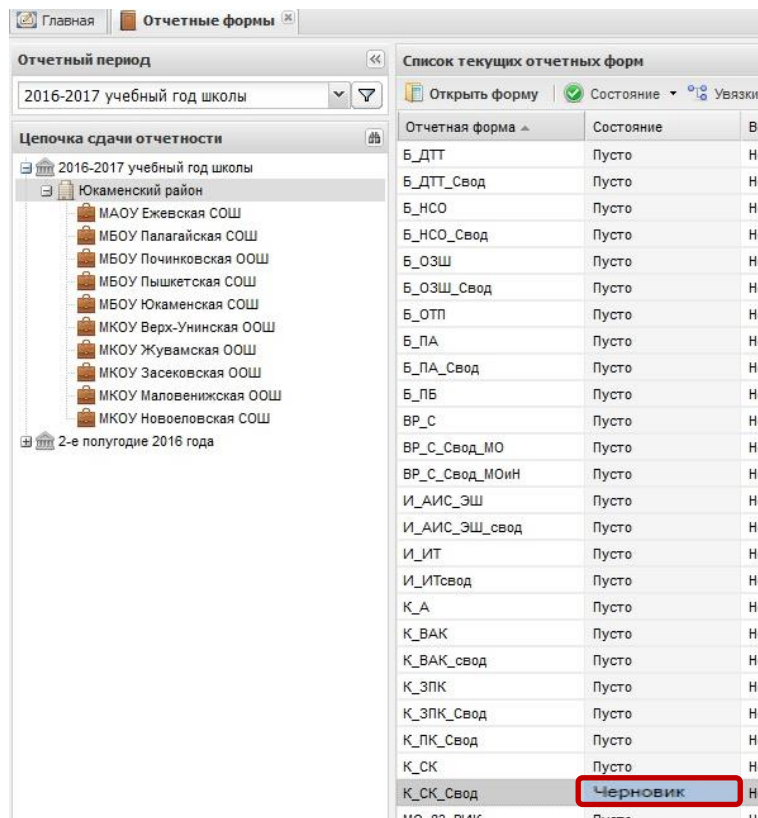 Главная
Отчетные формы
Отчетный период
2016-2017 учебный год школы
Цепочка сдачи отчетности
2016-2017 учебный год школы
Юкаменский район
МАОУ Ежевская СОШ
МБОУ Палагайская СОШ
МБОУ Починковская ООШ
МБОУ Пышкетская СОШ
МБОУ Юкаменская СОШ
МКОУ Верх-Унинская ООШ
МКОУ Жувамская ООШ
МКОУ Засековская ООШ
МКОУ Маловенижская ООШ
МКОУ Новоеловская СОШ
2-е полугодие 2016 года
Список текущих отчетных форм
Открыть форму Состояние Увязки
Отчетная форма Состояние В
Б_ДТТ Пусто Н
Б_ДТТ_Свод Пусто Н
Б_НСО Пусто Н
Б_НСО_Свод Пусто Н
Б_ОЗШ Пусто Н
Б_ОЗШ_Свод Пусто Н
Б_ОТП Пусто Н
Б_ПА Пусто Н
Б_ПА_Свод Пусто Н
Б_ПБ Пусто Н
ВР_С Пусто Н
ВР_С_Свод_МО Пусто Н
ВР_С_Свод_МОиН Пусто Н
И_АИС_ЭШ Пусто Н
И_АИС_ЭШ_свод Пусто Н
И_ИТ Пусто Н
И_ИТсвод Пусто Н
К_А Пусто Н
К_ВАК Пусто Н
К_ВАК_свод Пусто Н
К_ЗПК Пусто Н
К_ЗПК_Свод Пусто Н
К_ПК_Свод Пусто Н
К_СК Пусто Н
К_СК_Свод Черновик Н